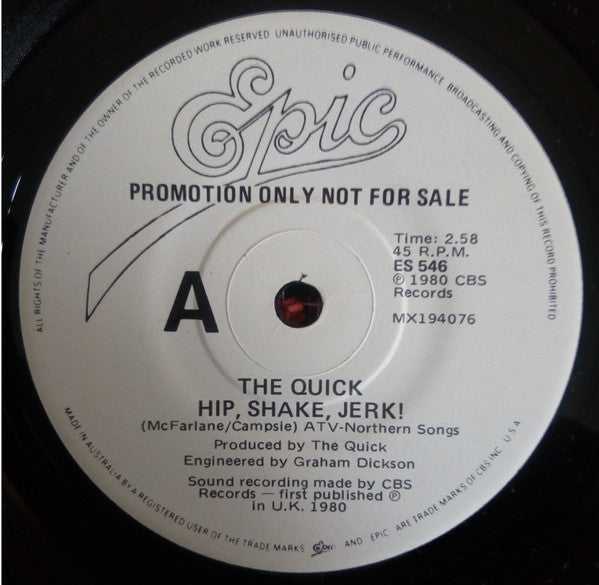 ALL RIGHTS OF THE MANUFACTURER AND OF THE OWNER OF THE RECORDED WORK RESERVED UNAUTHORISED PUBLIC PERFORMANCE BROADCASTING AND COPYING OF THIS RECORD PROHIBITED
Epic
PROMOTION ONLY NOT FOR SALE
A
Time: 2.58
45 R.P.M.
ES 546
℗ 1980 CBS
Records
MX194076
THE QUICK
HIP, SHAKE, JERK!
(McFarlane/Campsie) ATV-Northern Songs
Produced by The Quick
Engineered by Graham Dickson
Sound recording made by CBS
Records — first published ℗
in U.K. 1980
MADE IN AUSTRALIA BY A REGISTERED USER OF THE TRADE MARKS Epic AND EPIC ARE TRADE MARKS OF CBS INC. U.S.A